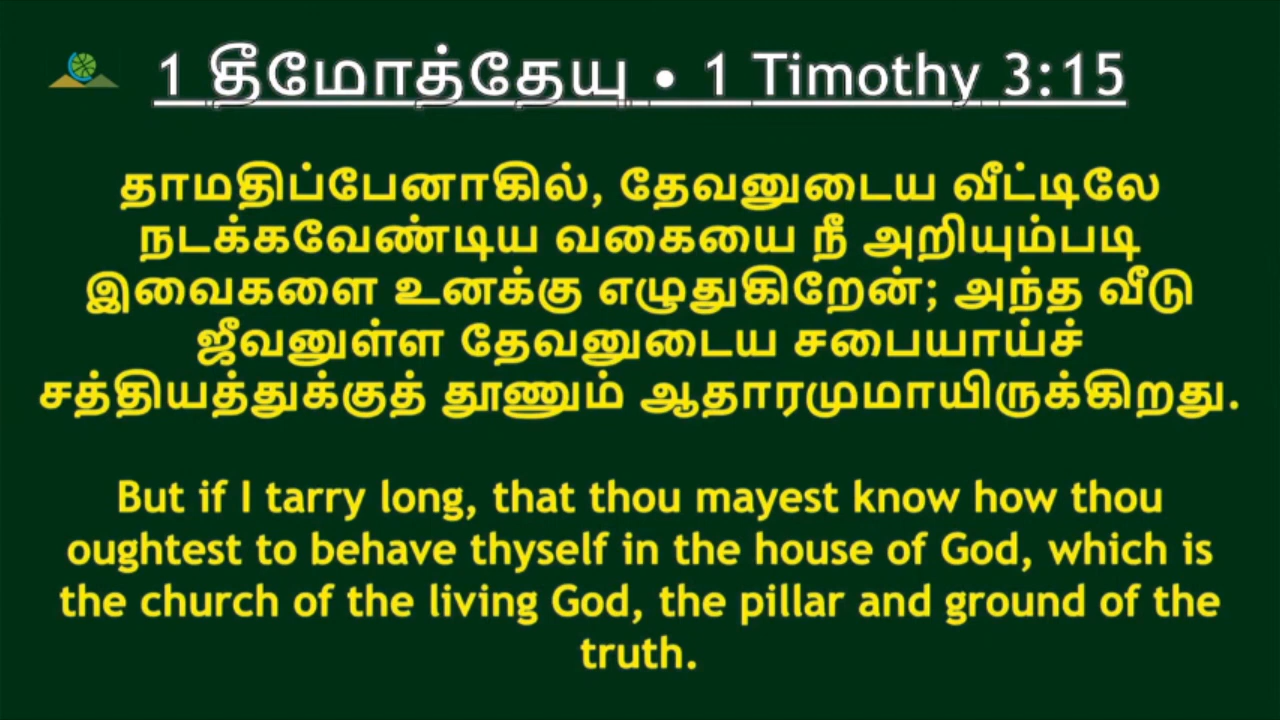 1 தீமோத்தேயு • 1 Timothy 3:15
தாமதிப்பேனாகில், தேவனுடைய வீட்டிலே
நடக்கவேண்டிய வகையை நீ அறியும்படி
இவைகளை உனக்கு எழுதுகிறேன்; அந்த வீடு
ஜீவனுள்ள தேவனுடைய சபையாய்ச்
சத்தியத்துக்குத் தூணும் ஆதாரமுமாயிருக்கிறது.
But if I tarry long, that thou mayest know how thou
oughtest to behave thyself in the house of God, which is
the church of the living God, the pillar and ground of the
truth.